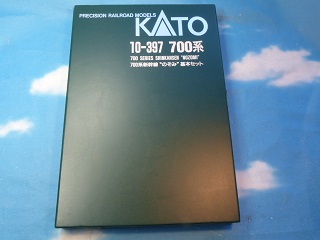 PRECISION RAILROAD MODELS
KATO
10-397 700系
700 SERIES SHINKANSEN "NOZOMI"
700系新幹線"のぞみ"基本セット